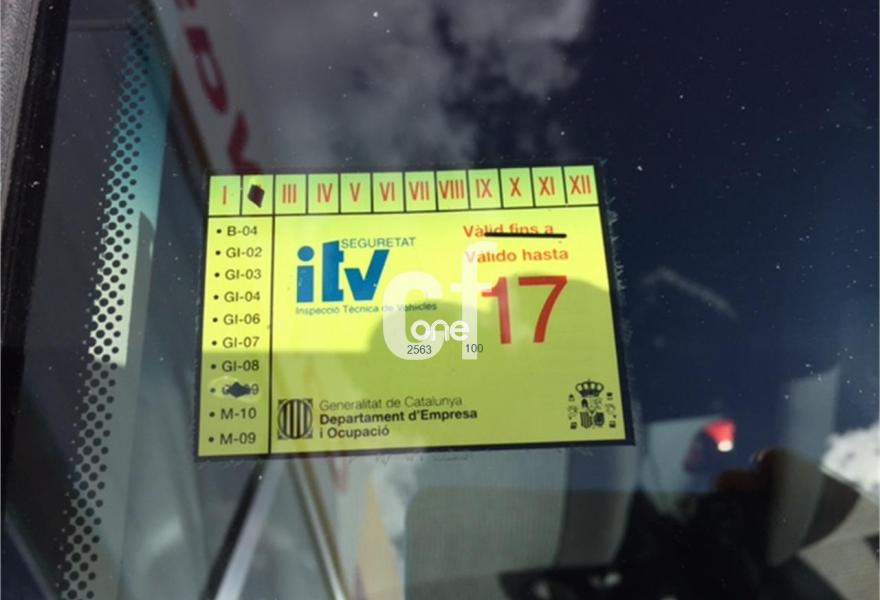 I III IV V VI VII VIII IX X XI XII
• B-04
• GI-02
• GI-03
• GI-04
• GI-06
• GI-07
• GI-08
• M-10
• M-09
SEGURETAT
itv
Inspecció Tècnica de Vehicles
Vàlid fins a
Válido hasta
17
cf
one
2563 100
Generalitat de Catalunya
Departament d'Empresa
i Ocupació